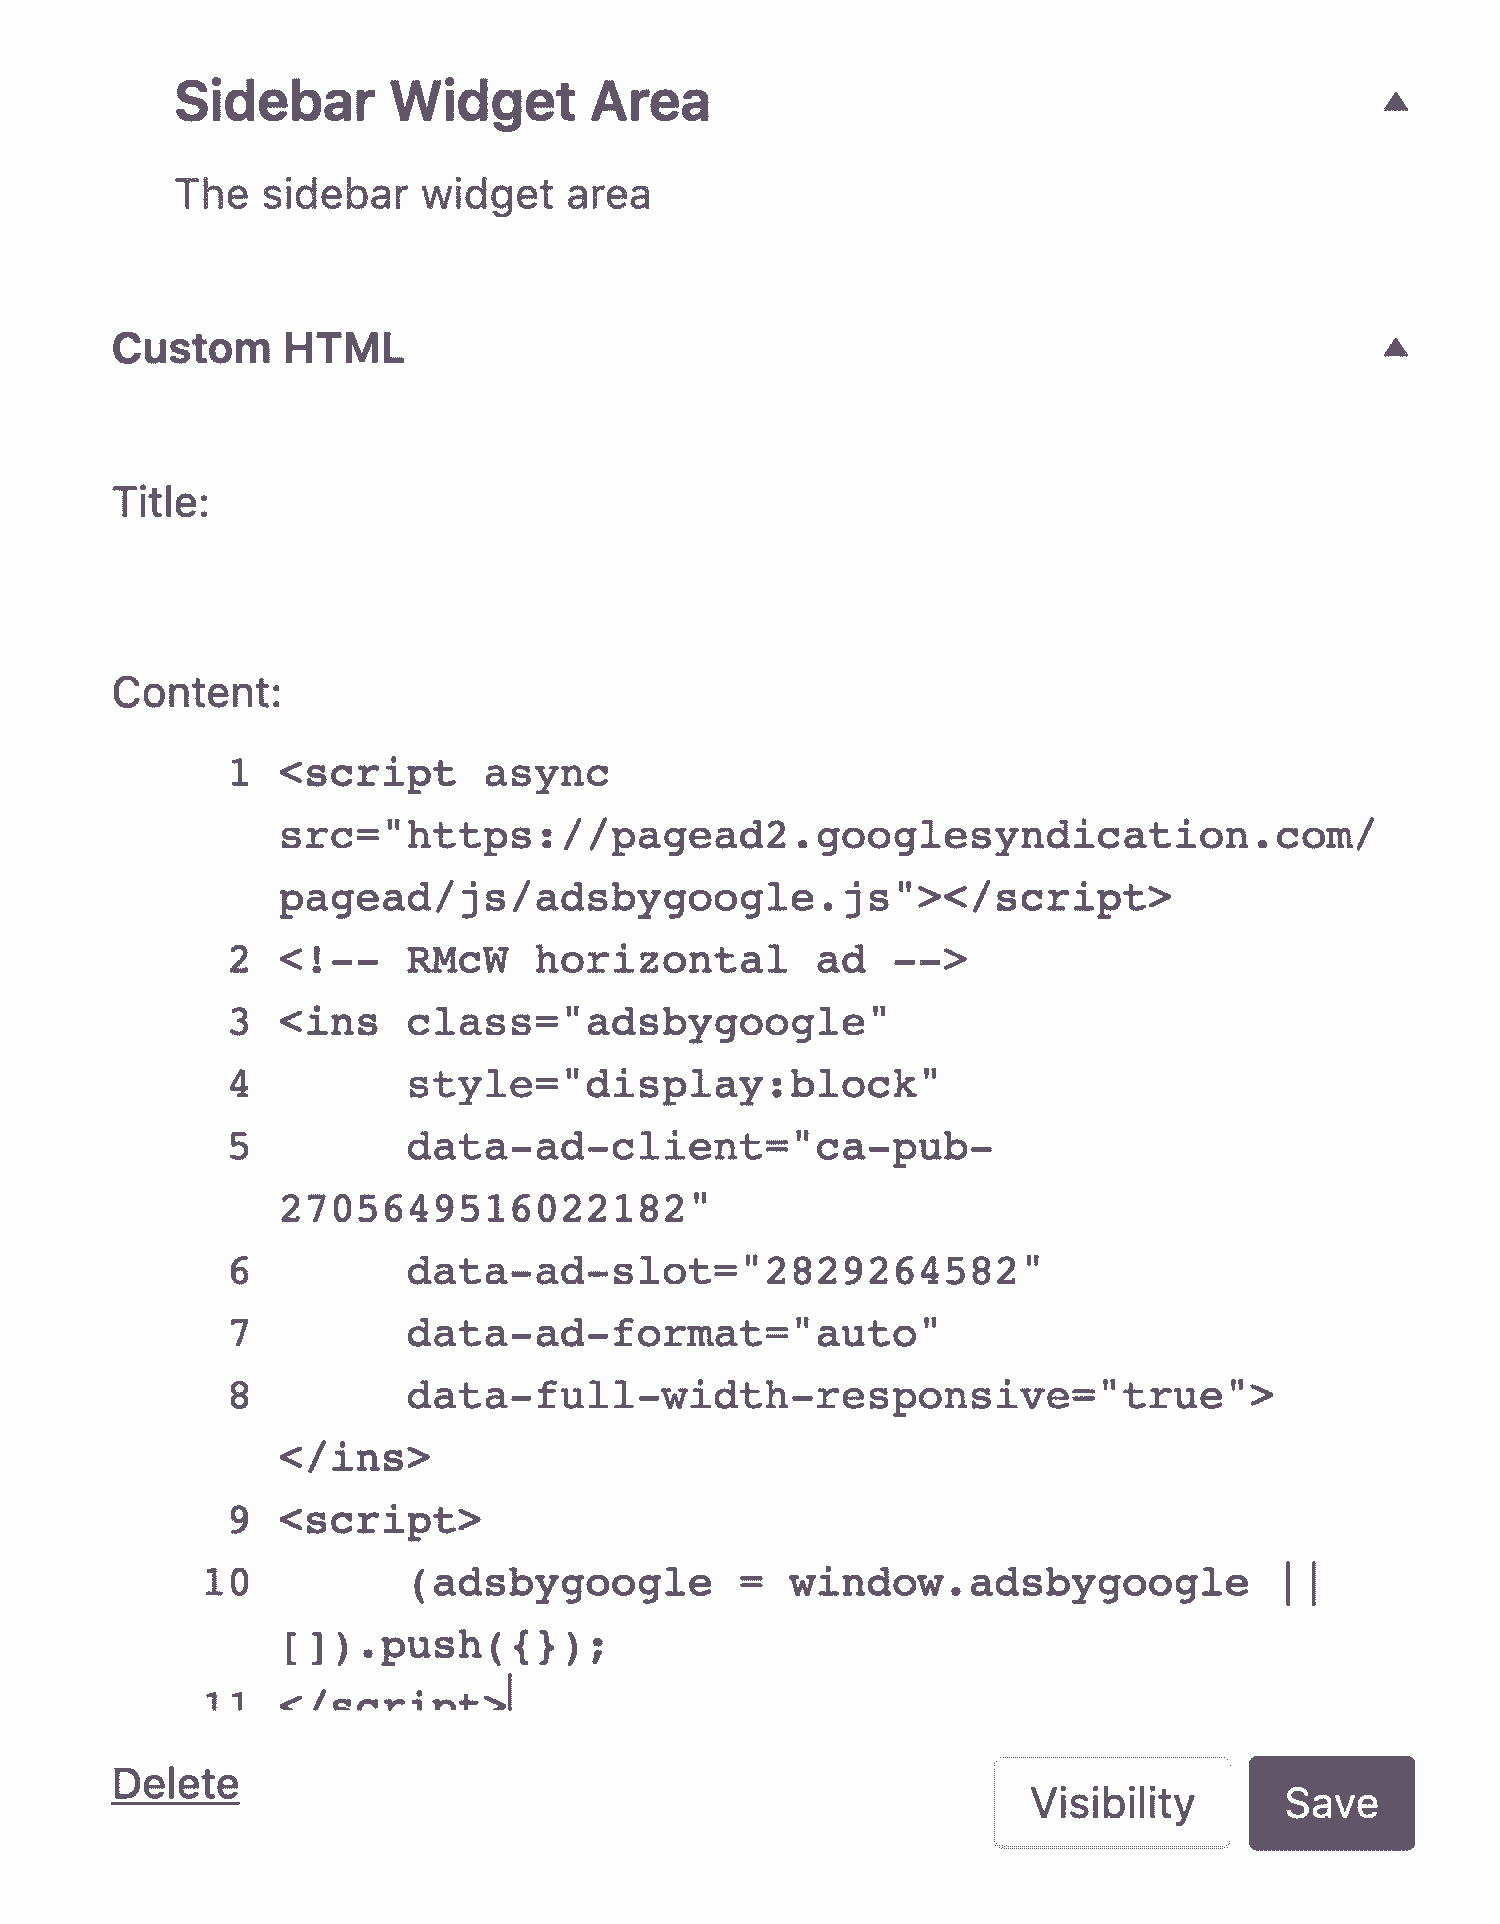 Sidebar Widget Area
▲
The sidebar widget area
Custom HTML
▲
Title:
Content:
1 <script async
src="https://pagead2.googlesyndication.com/
pagead/js/adsbygoogle.js"></script>
2 <!-- RMcW horizontal ad -->
3 <ins class="adsbygoogle"
4      style="display:block"
5      data-ad-client="ca-pub-
2705649516022182"
6      data-ad-slot="2829264582"
7      data-ad-format="auto"
8      data-full-width-responsive="true">
</ins>
9 <script>
10      (adsbygoogle = window.adsbygoogle ||
[]).push({});
11 </script>
Delete
Visibility
Save